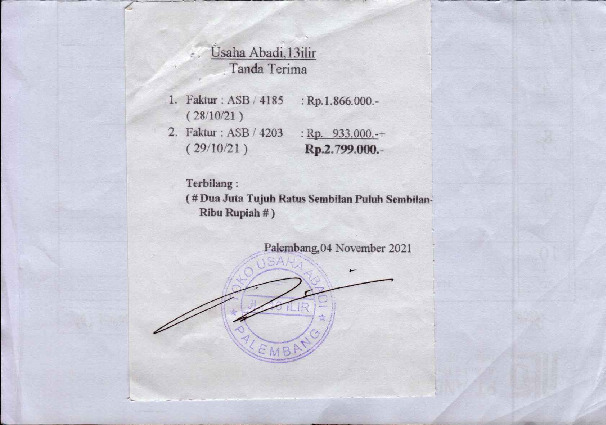 Usaha Abadi,13ilir
Tanda Terima
1. Faktur : ASB / 4185 : Rp.1.866.000.-
( 28/10/21 )
2. Faktur : ASB / 4203 : Rp. 933.000.-+
( 29/10/21 ) Rp.2.799.000.-
Terbilang :
( # Dua Juta Tujuh Ratus Sembilan Puluh Sembilan-
Ribu Rupiah # )
Palembang,04 November 2021
TOKO USAHA ABADI
ILIR
PALEMBANG